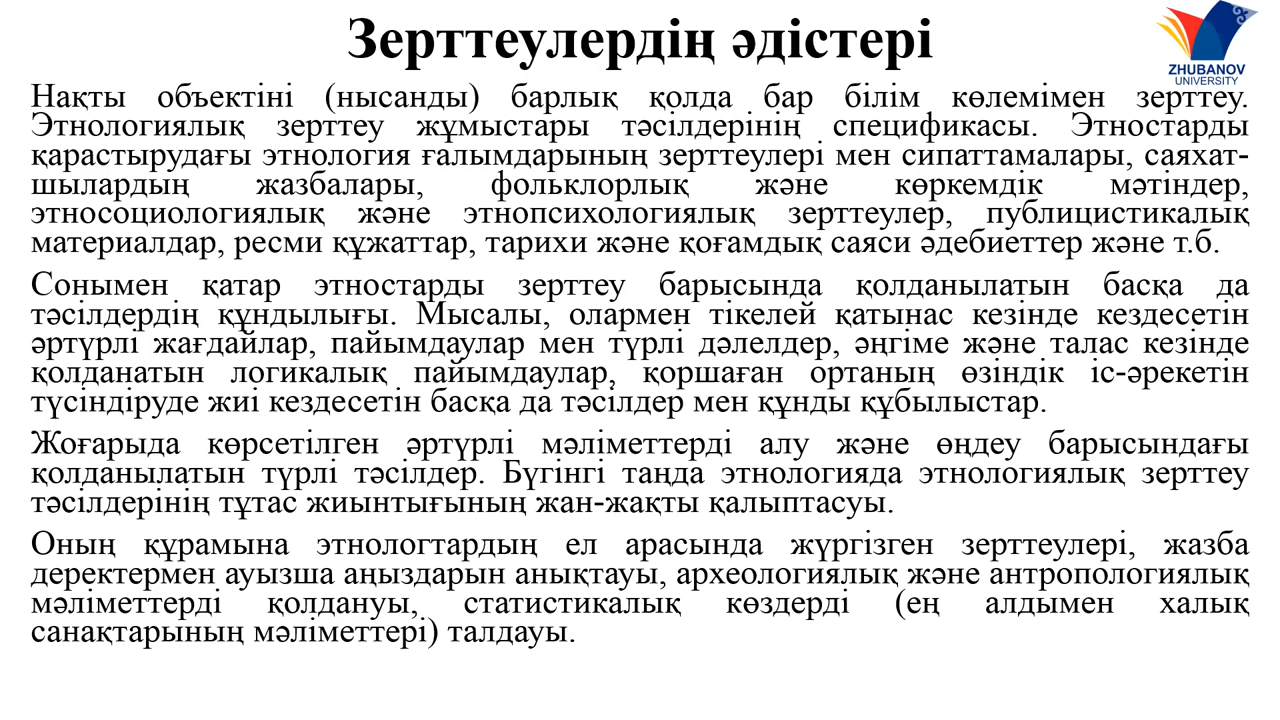 Зерттеулердің әдістері
ZHUBANOV
UNIVERSITY
Нақты объектіні (нысанды) барлық қолда бар білім көлемімен зерттеу.
Этнологиялық зерттеу жұмыстары тәсілдерінің спецификасы. Этностарды
қарастырудағы этнология ғалымдарының зерттеулері мен сипаттамалары, саяхат-
шылардың жазбалары, фольклорлық және көркемдік мәтіндер,
этносоциологиялық және этнопсихологиялық зерттеулер, публицистикалық
материалдар, ресми құжаттар, тарихи және қоғамдық саяси әдебиеттер және т.б.
Сонымен қатар этностарды зерттеу барысында қолданылатын басқа да
тәсілдердің құндылығы. Мысалы, олармен тікелей қатынас кезінде кездесетін
әртүрлі жағдайлар, пайымдаулар мен түрлі дәлелдер, әңгіме және талас кезінде
қолданатын логикалық пайымдаулар, қоршаған ортаның өзіндік іс-әрекетін
түсіндіруде жиі кездесетін басқа да тәсілдер мен құнды құбылыстар.
Жоғарыда көрсетілген әртүрлі мәліметтерді алу және өңдеу барысындағы
қолданылатын түрлі тәсілдер. Бүгінгі таңда этнологияда этнологиялық зерттеу
тәсілдерінің тұтас жиынтығының жан-жақты қалыптасуы.
Оның құрамына этнологтардың ел арасында жүргізген зерттеулері, жазба
деректермен ауызша аңыздарын анықтауы, археологиялық және антропологиялық
мәліметтерді қолдануы, статистикалық көздерді (ең алдымен халық
санақтарының мәліметтері) талдауы.